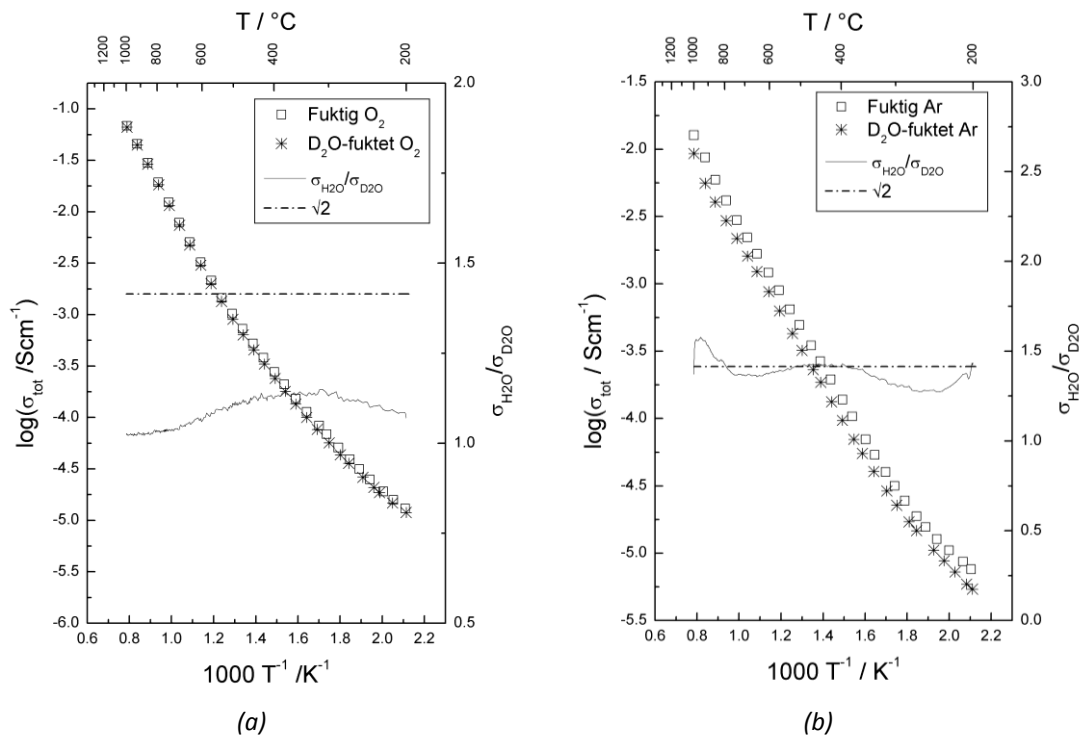 T / °C
1200
1000
800
600
400
200
2.0
1.5
1.0
0.5
-1.0
-1.5
-2.0
-2.5
-3.0
-3.5
-4.0
-4.5
-5.0
-5.5
-6.0
log(σtot /Scm⁻¹)
σH2O/σD2O
Fuktig O₂
D₂O-fuktet O₂
σH2O/σD2O
√2
0.6 0.8 1.0 1.2 1.4 1.6 1.8 2.0 2.2
1000 T⁻¹ /K⁻¹
(a)
T / °C
1200
1000
800
600
400
200
3.0
2.5
2.0
1.5
1.0
0.5
0.0
-1.5
-2.0
-2.5
-3.0
-3.5
-4.0
-4.5
-5.0
-5.5
log(σtot / Scm⁻¹)
σH2O/σD2O
Fuktig Ar
D₂O-fuktet Ar
σH2O/σD2O
√2
0.6 0.8 1.0 1.2 1.4 1.6 1.8 2.0 2.2
1000 T⁻¹ / K⁻¹
(b)